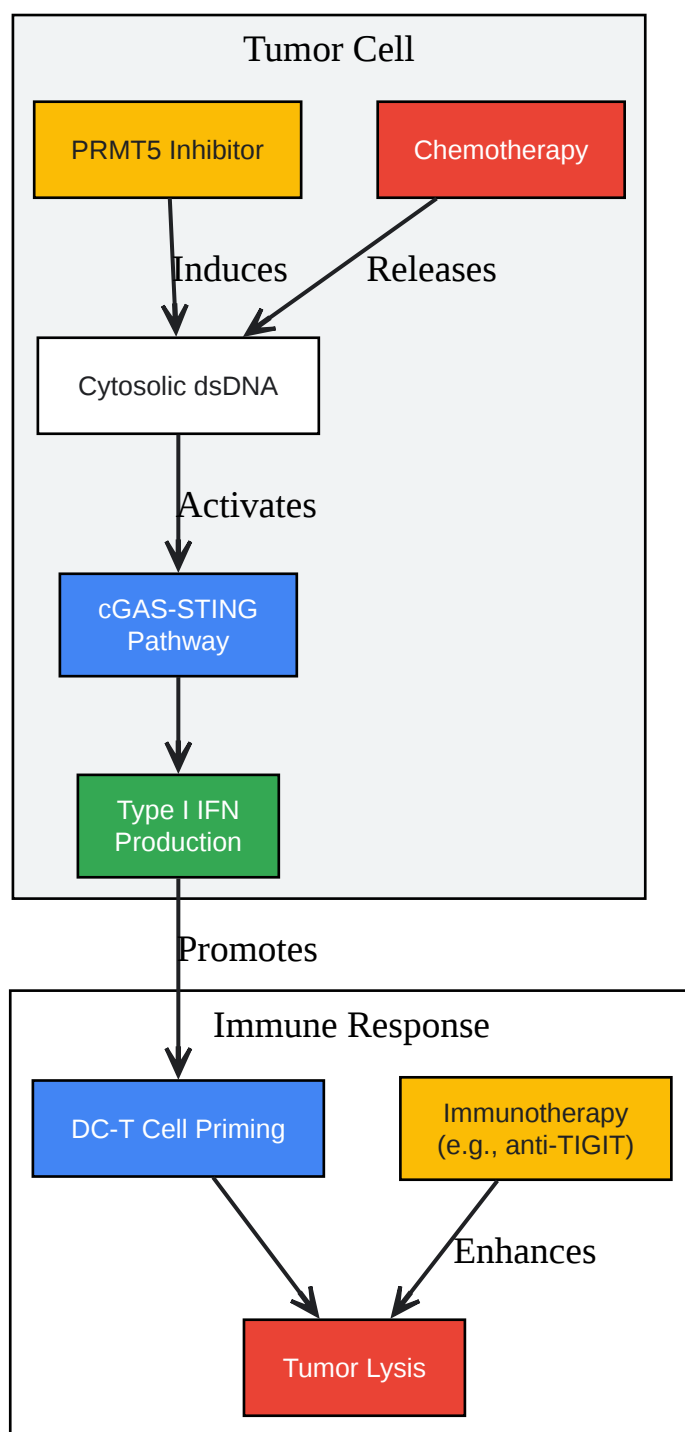 Tumor Cell
PRMT5 Inhibitor
Chemotherapy
Induces
Releases
Cytosolic dsDNA
Activates
cGAS-STING
Pathway
Type I IFN
Production
Promotes
Immune Response
DC-T Cell Priming
Immunotherapy
(e.g., anti-TIGIT)
Enhances
Tumor Lysis